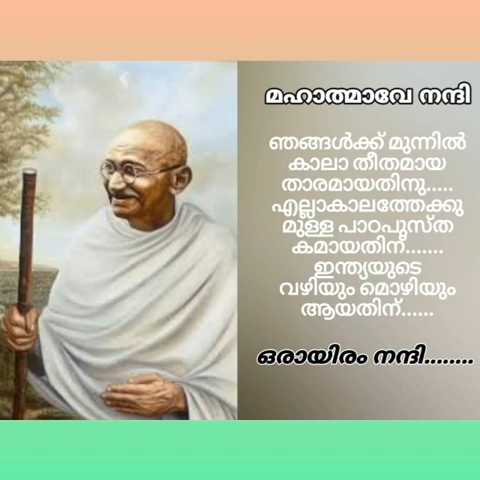 മഹാത്മാവേ നന്ദി
ഞങ്ങൾക്ക് മുന്നിൽ
കാലാ തീതമായ
താരമായതിനു.....
എല്ലാകാലത്തേക്കു
മുള്ള പാഠപുസ്ത
കമായതിന്.......
ഇന്ത്യയുടെ
വഴിയും മൊഴിയും
ആയതിന്......
ഒരായിരം നന്ദി........